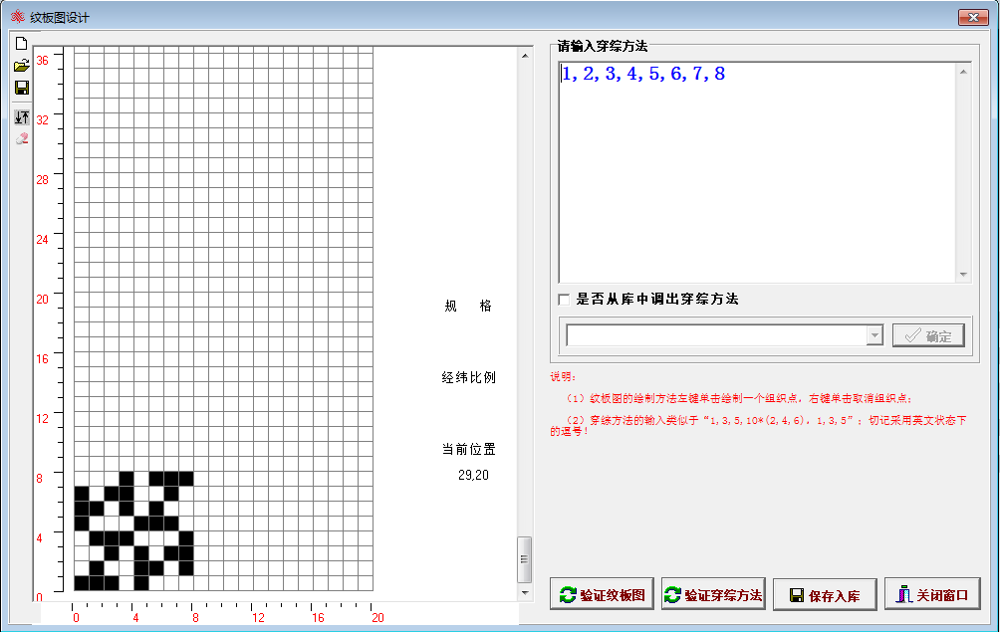 纹板图设计
36
32
28
24
20
16
12
8
4
0
0 4 8 12 16 20
规 格
经纬比例
当前位置
29,20
请输入穿综方法
1,2,3,4,5,6,7,8
是否从库中调出穿综方法
确定
说明:
(1)纹板图的绘制方法左键单击绘制一个组织点，右键单击取消组织点;
(2)穿综方法的输入类似于“1,3,5,10*(2,4,6)，1,3,5”；切记采用英文状态下
的逗号!
验证纹板图 验证穿综方法 保存入库 关闭窗口